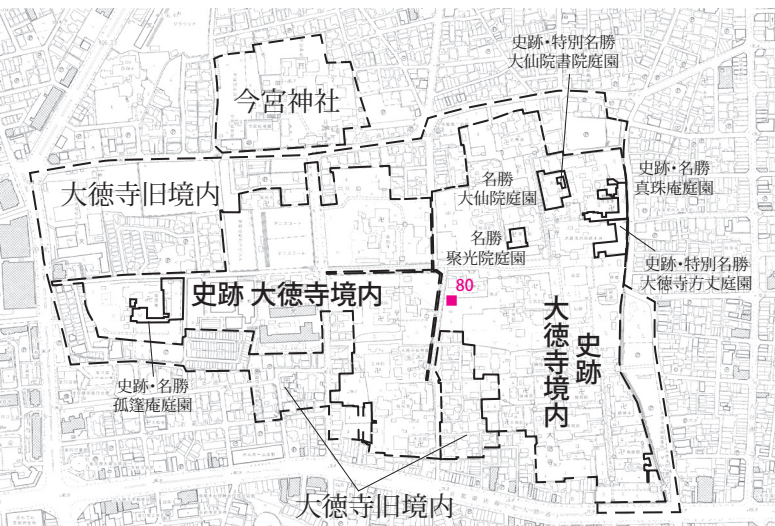 史跡・特別名勝
大仙院書院庭園
今宮神社
大徳寺旧境内
名勝
大仙院庭園
史跡・名勝
真珠庵庭園
名勝
聚光院庭園
史跡・特別名勝
大徳寺方丈庭園
史跡 大徳寺境内
80
史跡
大徳寺境内
史跡・名勝
孤篷庵庭園
大徳寺旧境内